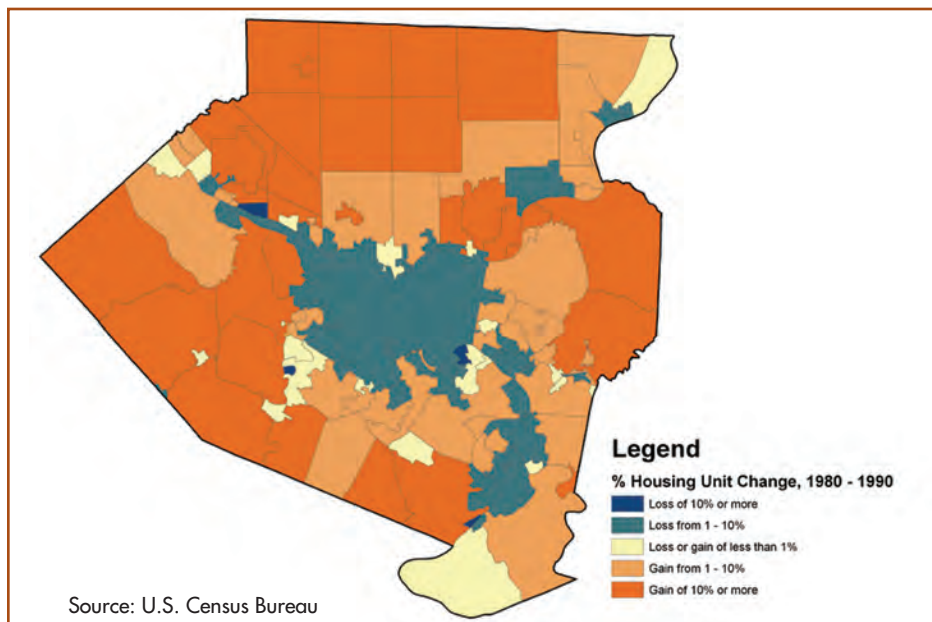 Legend
% Housing Unit Change, 1980 - 1990
Loss of 10% or more
Loss from 1 - 10%
Loss or gain of less than 1%
Gain from 1 - 10%
Gain of 10% or more
Source: U.S. Census Bureau